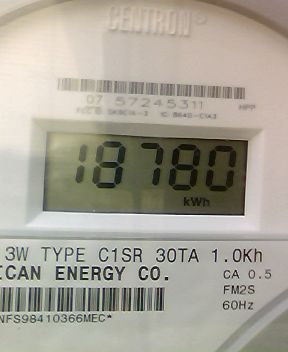 CENTRON®
07 57245311
18780
kWh
3W TYPE C1SR 30TA 1.0Kh
ICAN ENERGY CO.
CA 0.5
FM2S
60Hz
NFS98410366MEC*